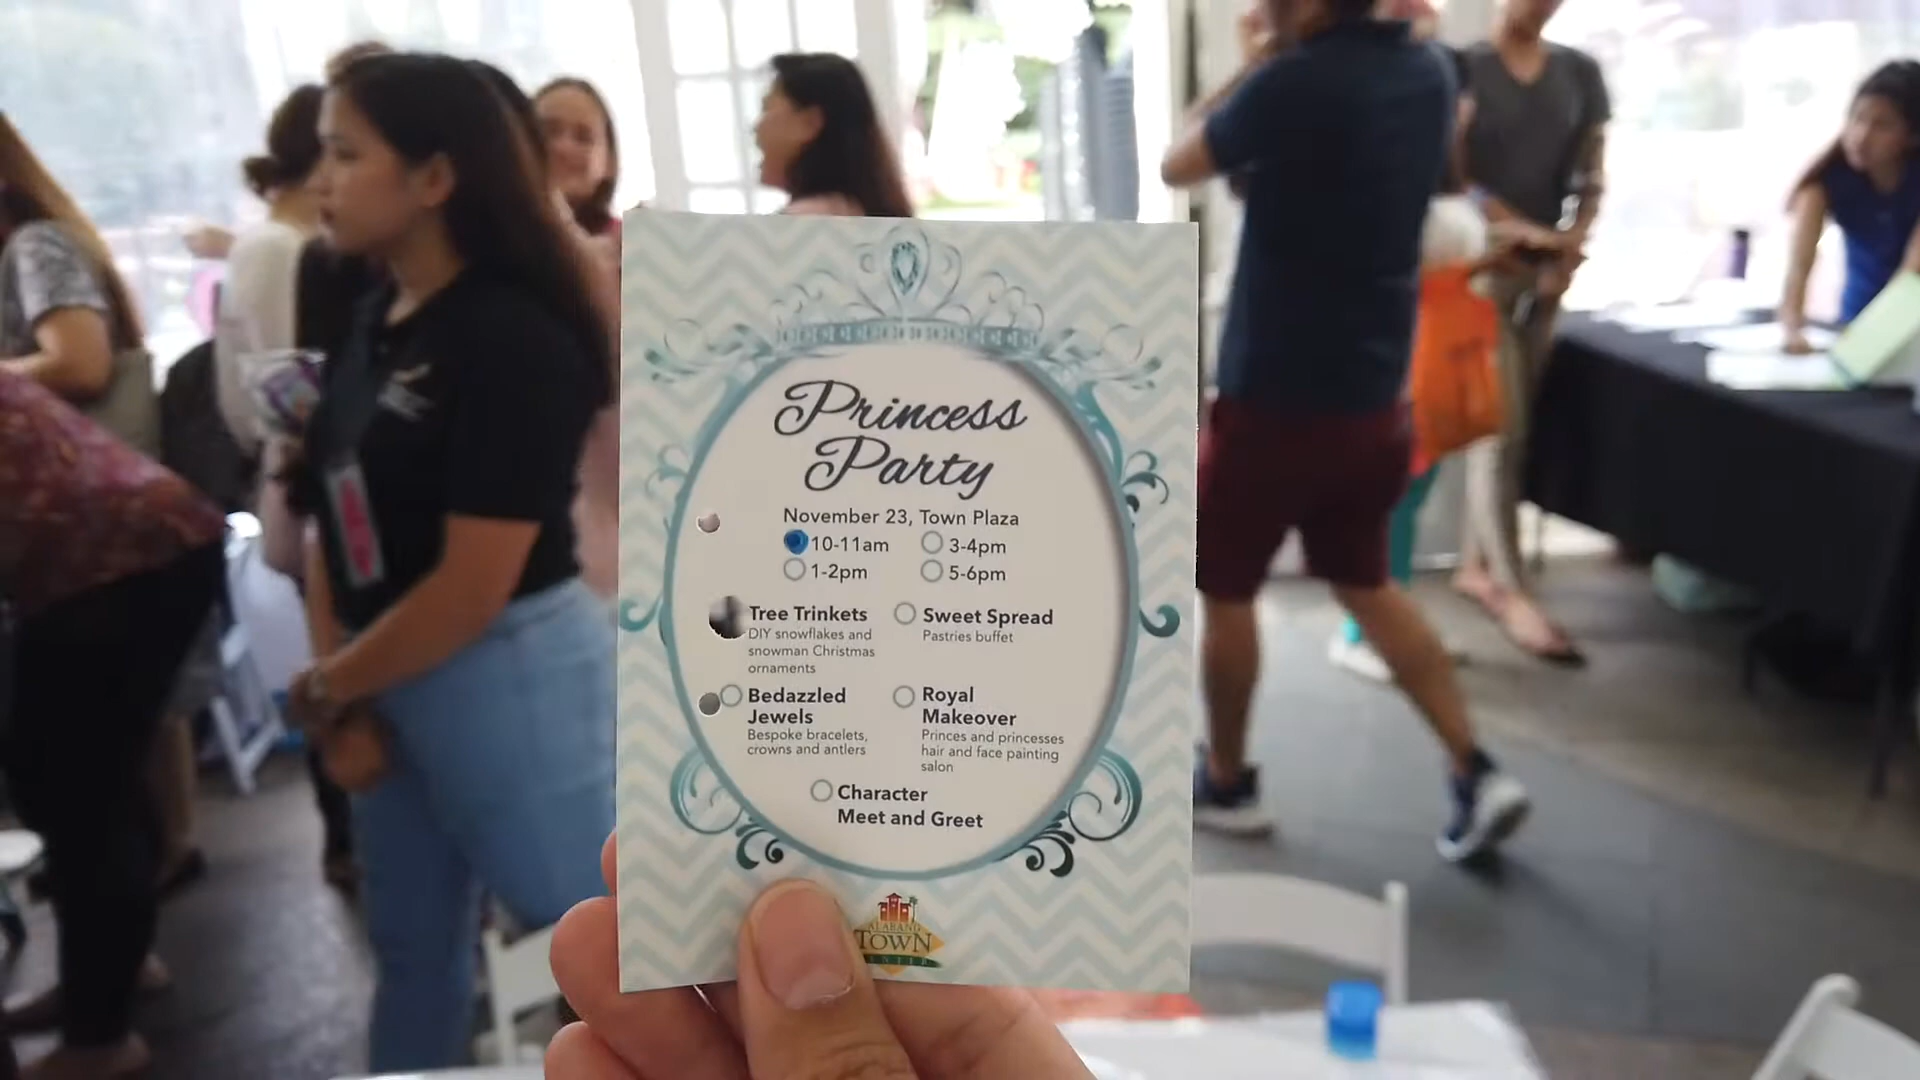 Princess
Party
November 23, Town Plaza
10-11am
3-4pm
1-2pm
5-6pm
Tree Trinkets
DIY snowflakes and
snowman Christmas
ornaments
Sweet Spread
Pastries buffet
Bedazzled
Jewels
Bespoke bracelets,
crowns and antlers
Royal
Makeover
Princes and princesses
hair and face painting
salon
Character
Meet and Greet
ALABANG
TOWN